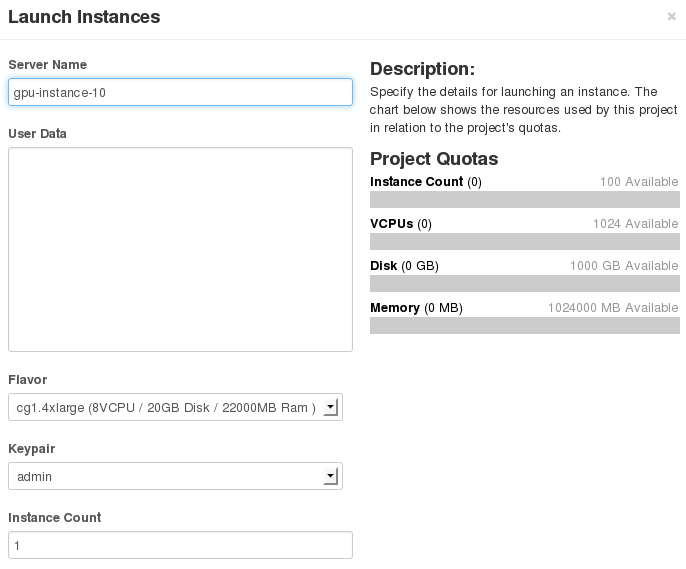 Launch Instances
×
Server Name
gpu-instance-10
User Data
Flavor
cg1.4xlarge (8VCPU / 20GB Disk / 22000MB Ram )
Keypair
admin
Instance Count
1
Description:
Specify the details for launching an instance. The
chart below shows the resources used by this project
in relation to the project's quotas.
Project Quotas
Instance Count (0) 100 Available
VCPUs (0) 1024 Available
Disk (0 GB) 1000 GB Available
Memory (0 MB) 1024000 MB Available